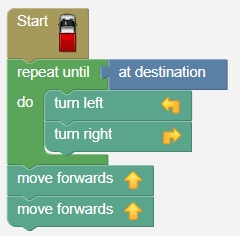 Start
repeat until at destination
do turn left
turn right
move forwards
move forwards